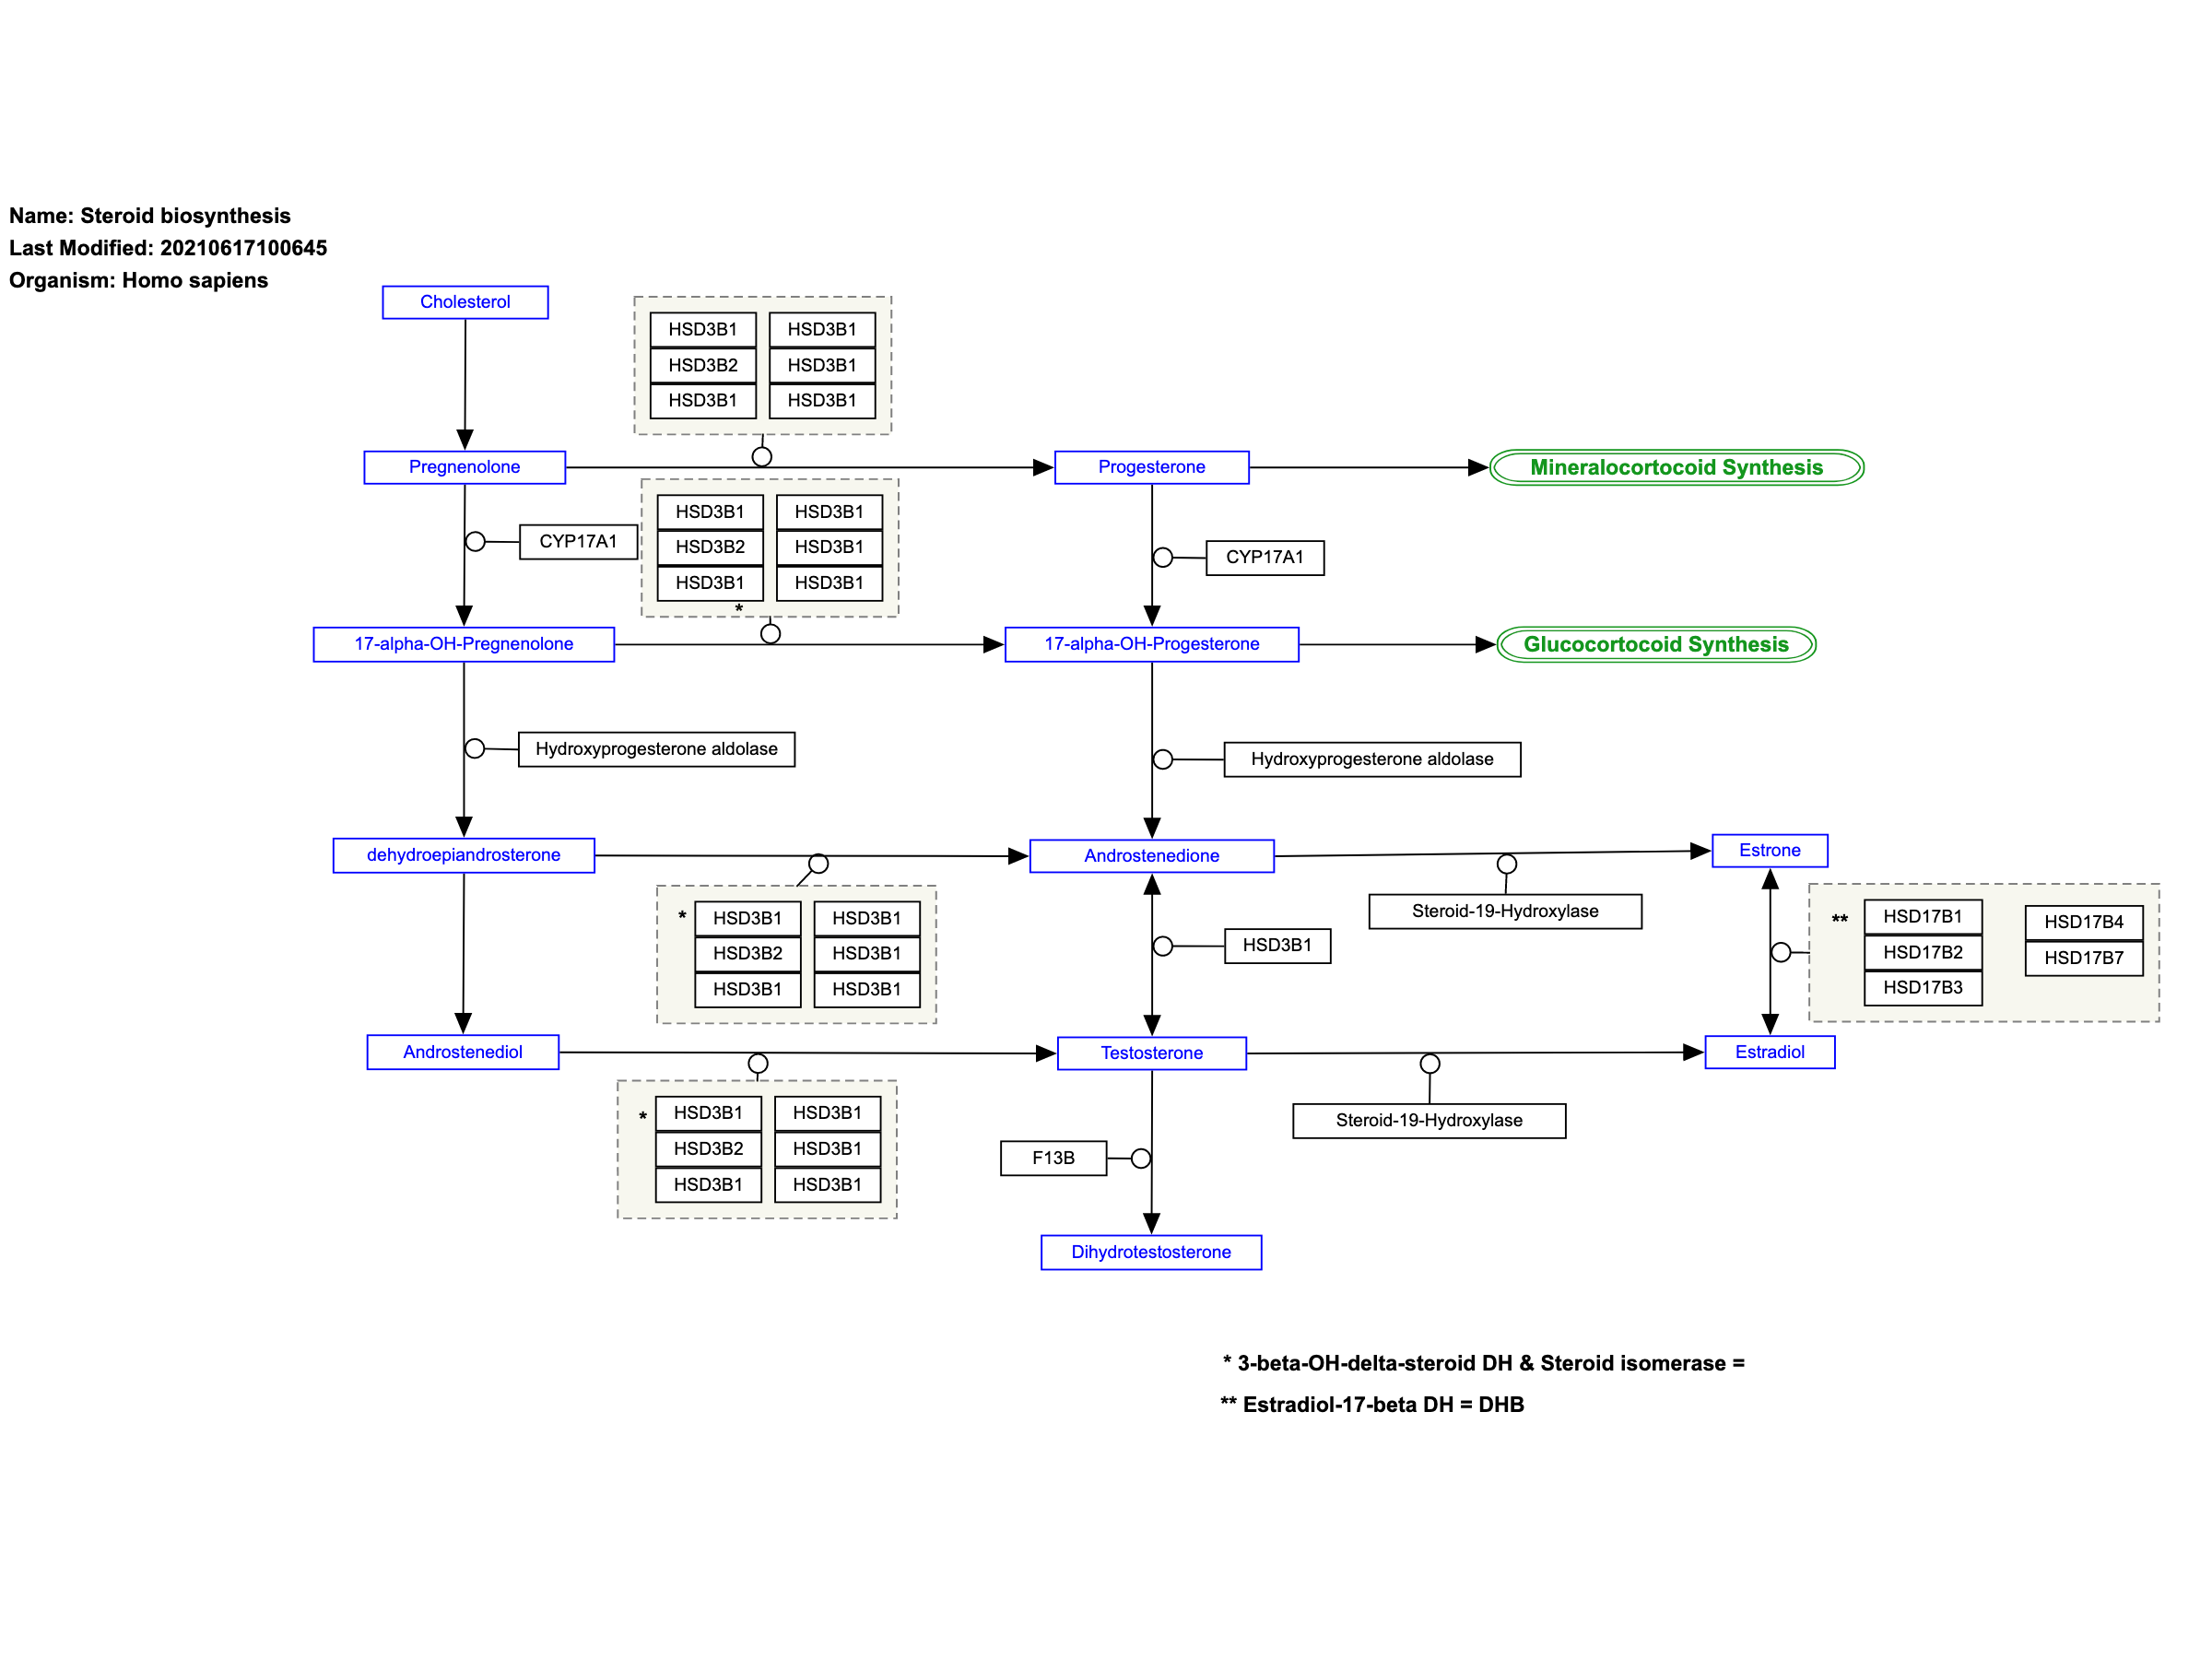 Name: Steroid biosynthesis
Last Modified: 20210617100645
Organism: Homo sapiens
Cholesterol
HSD3B1 HSD3B1
HSD3B2 HSD3B1
HSD3B1 HSD3B1
Pregnenolone
Progesterone
Mineralocortocoid Synthesis
HSD3B1 HSD3B1
HSD3B2 HSD3B1
HSD3B1 HSD3B1
*
CYP17A1
CYP17A1
17-alpha-OH-Pregnenolone
17-alpha-OH-Progesterone
Glucocortocoid Synthesis
Hydroxyprogesterone aldolase
Hydroxyprogesterone aldolase
dehydroepiandrosterone
Androstenedione
Estrone
* HSD3B1 HSD3B1
HSD3B2 HSD3B1
HSD3B1 HSD3B1
HSD3B1
Steroid-19-Hydroxylase
** HSD17B1 HSD17B4
HSD17B2 HSD17B7
HSD17B3
Androstenediol
Testosterone
Estradiol
* HSD3B1 HSD3B1
HSD3B2 HSD3B1
HSD3B1 HSD3B1
F13B
Steroid-19-Hydroxylase
Dihydrotestosterone
* 3-beta-OH-delta-steroid DH & Steroid isomerase =
** Estradiol-17-beta DH = DHB